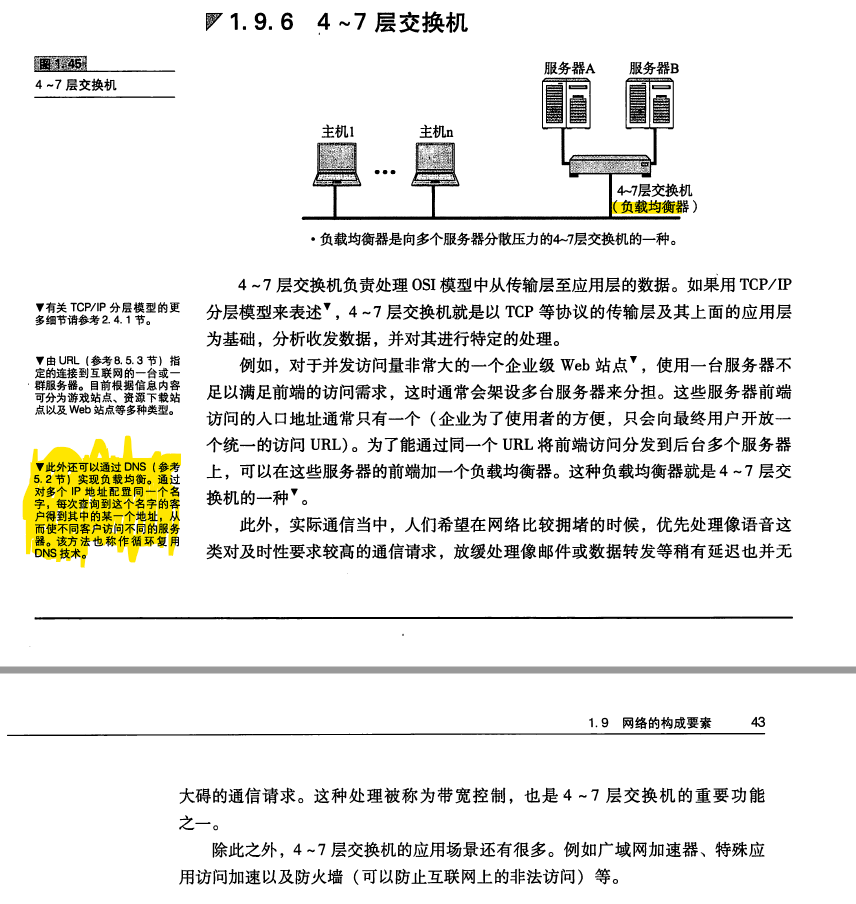 1.9.6 4~7 层交换机
图 1.45
4 ~7 层交换机
服务器A 服务器B
主机1 主机n
4~7层交换机
（负载均衡器）
·负载均衡器是向多个服务器分散压力的4~7层交换机的一种。
4 ~7 层交换机负责处理 OSI 模型中从传输层至应用层的数据。如果用 TCP/IP
分层模型来表述▼，4 ~7 层交换机就是以 TCP 等协议的传输层及其上面的应用层
为基础，分析收发数据，并对其进行特定的处理。
▼有关 TCP/IP 分层模型的更
多细节请参考 2.4.1 节。
例如，对于并发访问量非常大的一个企业级 Web 站点▼，使用一台服务器不
足以满足前端的访问需求，这时通常会架设多台服务器来分担。这些服务器前端
访问的入口地址通常只有一个（企业为了使用者的方便，只会向最终用户开放一
个统一的访问 URL）。为了能通过同一个 URL 将前端访问分发到后台多个服务器
上，可以在这些服务器的前端加一个负载均衡器。这种负载均衡器就是 4 ~7 层交
换机的一种▼。
▼由 URL（参考 8.5.3 节）指
定的连接到互联网的一台或一
群服务器。目前根据信息内容
可分为游戏站点、资源下载站
点以及 Web 站点等多种类型。
▼此外还可以通过 DNS（参考
5.2 节）实现负载均衡。通过
对多个 IP 地址配置同一个名
字，每次查询到这个名字的客
户得到其中的某一个地址，从
而使不同客户访问不同的服务
器。该方法也称作循环复用
DNS 技术。
此外，实际通信当中，人们希望在网络比较拥堵的时候，优先处理像语音这
类对及时性要求较高的通信请求，放缓处理像邮件或数据转发等稍有延迟也并无
1.9 网络的构成要素 43
大碍的通信请求。这种处理被称为带宽控制，也是 4 ~7 层交换机的重要功能
之一。
除此之外，4 ~7 层交换机的应用场景还有很多。例如广域网加速器、特殊应
用访问加速以及防火墙（可以防止互联网上的非法访问）等。